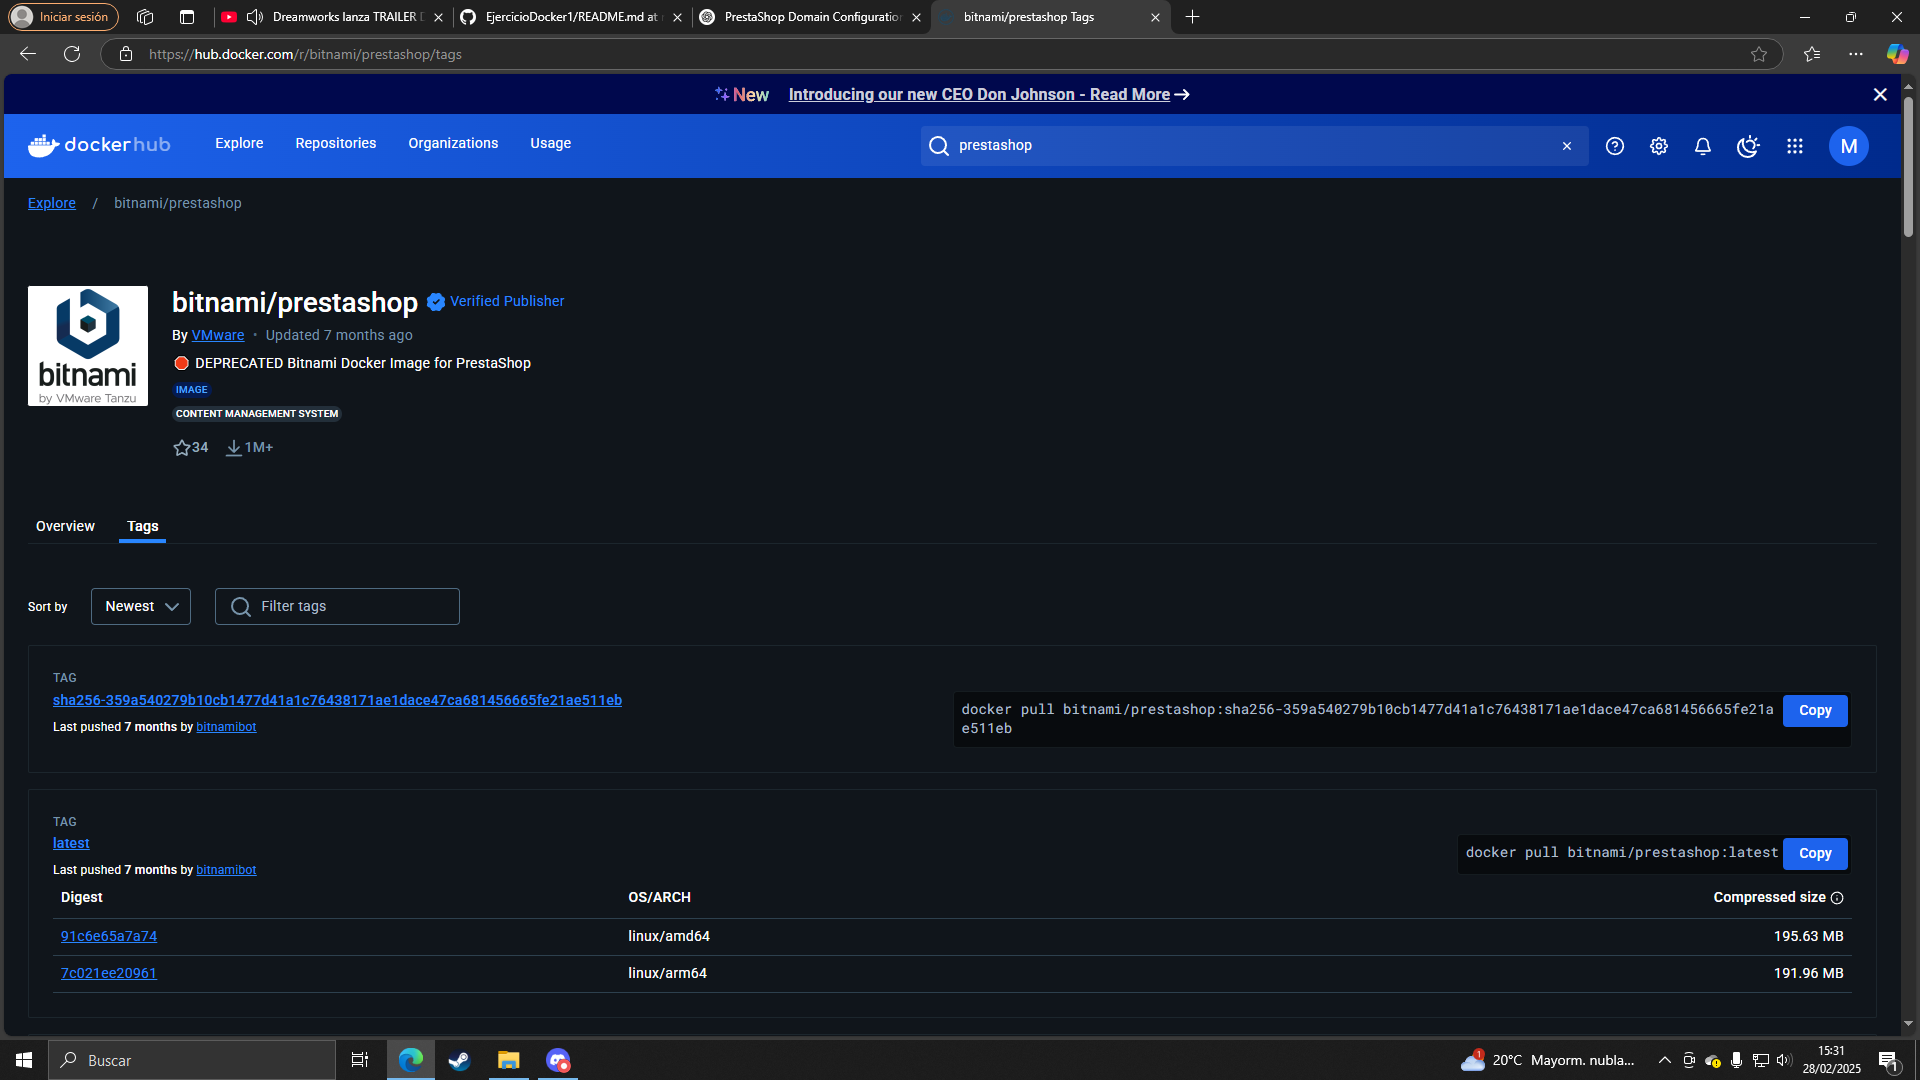 Iniciar sesión
Dreamworks lanza TRAILER D
EjercicioDocker1/README.md at
PrestaShop Domain Configuration
bitnami/prestashop Tags
https://hub.docker.com/r/bitnami/prestashop/tags
New Introducing our new CEO Don Johnson - Read More →
dockerhub
Explore
Repositories
Organizations
Usage
prestashop
M
Explore / bitnami/prestashop
bitnami
by VMware Tanzu
bitnami/prestashop Verified Publisher
By VMware • Updated 7 months ago
DEPRECATED Bitnami Docker Image for PrestaShop
IMAGE
CONTENT MANAGEMENT SYSTEM
34 1M+
Overview Tags
Sort by Newest Filter tags
TAG
sha256-359a540279b10cb1477d41a1c76438171ae1dace47ca681456665fe21ae511eb
Last pushed 7 months by bitnamibot
docker pull bitnami/prestashop:sha256-359a540279b10cb1477d41a1c76438171ae1dace47ca681456665fe21a
e511eb
Copy
TAG
latest
Last pushed 7 months by bitnamibot
docker pull bitnami/prestashop:latest
Copy
Digest OS/ARCH Compressed size
91c6e65a7a74 linux/amd64 195.63 MB
7c021ee20961 linux/arm64 191.96 MB
Buscar
1
20°C Mayorm. nubla...
15:31
28/02/2025
1